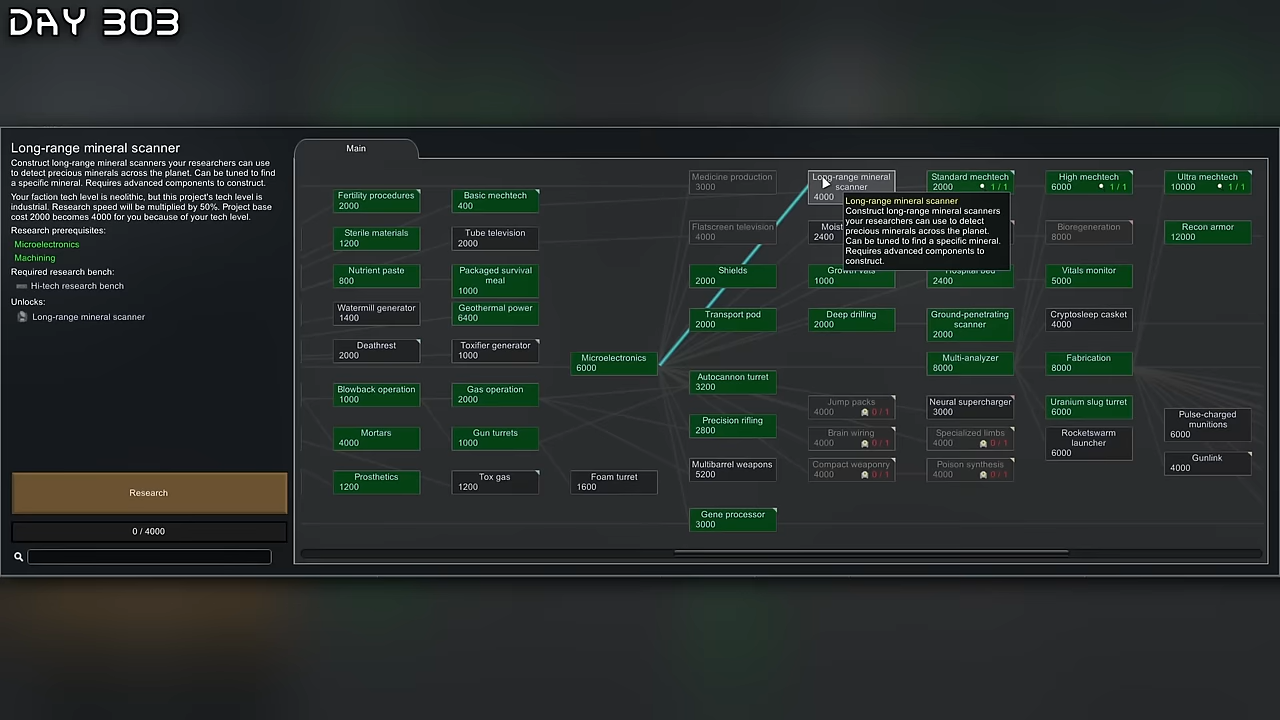 DAY 303
Long-range mineral scanner
Construct long-range mineral scanners your researchers can use
to detect precious minerals across the planet. Can be tuned to find
a specific mineral. Requires advanced components to construct.
Your faction tech level is neolithic, but this project's tech level is
industrial. Research speed will be multiplied by 50%. Project base
cost 2000 becomes 4000 for you because of your tech level.
Research prerequisites:
Microelectronics
Machining
Required research bench:
Hi-tech research bench
Unlocks:
Long-range mineral scanner
Research
0 / 4000
Main
Fertility procedures
2000
Sterile materials
1200
Nutrient paste
800
Watermill generator
1400
Deathrest
2000
Blowback operation
1000
Mortars
4000
Prosthetics
1200
Basic mechtech
400
Tube television
2000
Packaged survival
meal
1000
Geothermal power
6400
Toxifier generator
1000
Gas operation
2000
Gun turrets
1000
Tox gas
1200
Microelectronics
6000
Foam turret
1600
Medicine production
3000
Flatscreen television
4000
Shields
2000
Transport pod
2000
Autocannon turret
3200
Precision rifling
2800
Multibarrel weapons
5200
Gene processor
3000
Long-range mineral
scanner
4000
Moist
2400
Growth vats
1000
Deep drilling
2000
Jump packs
4000 0 / 1
Brain wiring
4000 0 / 1
Compact weaponry
4000 0 / 1
Standard mechtech
2000 1 / 1
Long-range mineral scanner
Construct long-range mineral scanners
your researchers can use to detect
precious minerals across the planet.
Can be tuned to find a specific mineral.
Requires advanced components to
construct.
Hospital bed
2400
Ground-penetrating
scanner
2000
Multi-analyzer
8000
Neural supercharger
3000
Specialized limbs
4000 0 / 1
Poison synthesis
4000 0 / 1
High mechtech
6000 1 / 1
Bioregeneration
8000
Vitals monitor
5000
Cryptosleep casket
4000
Fabrication
8000
Uranium slug turret
6000
Rocketswarm
launcher
6000
Ultra mechtech
10000 1 / 1
Recon armor
12000
Pulse-charged
munitions
6000
Gunlink
4000